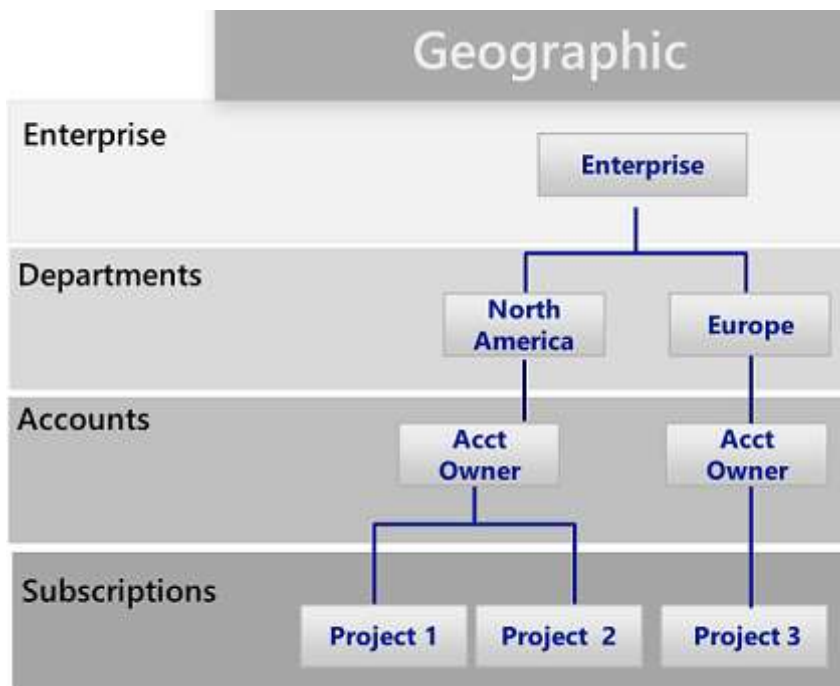 Geographic
Enterprise
Enterprise
Departments
North
America
Europe
Accounts
Acct
Owner
Acct
Owner
Subscriptions
Project 1
Project 2
Project 3